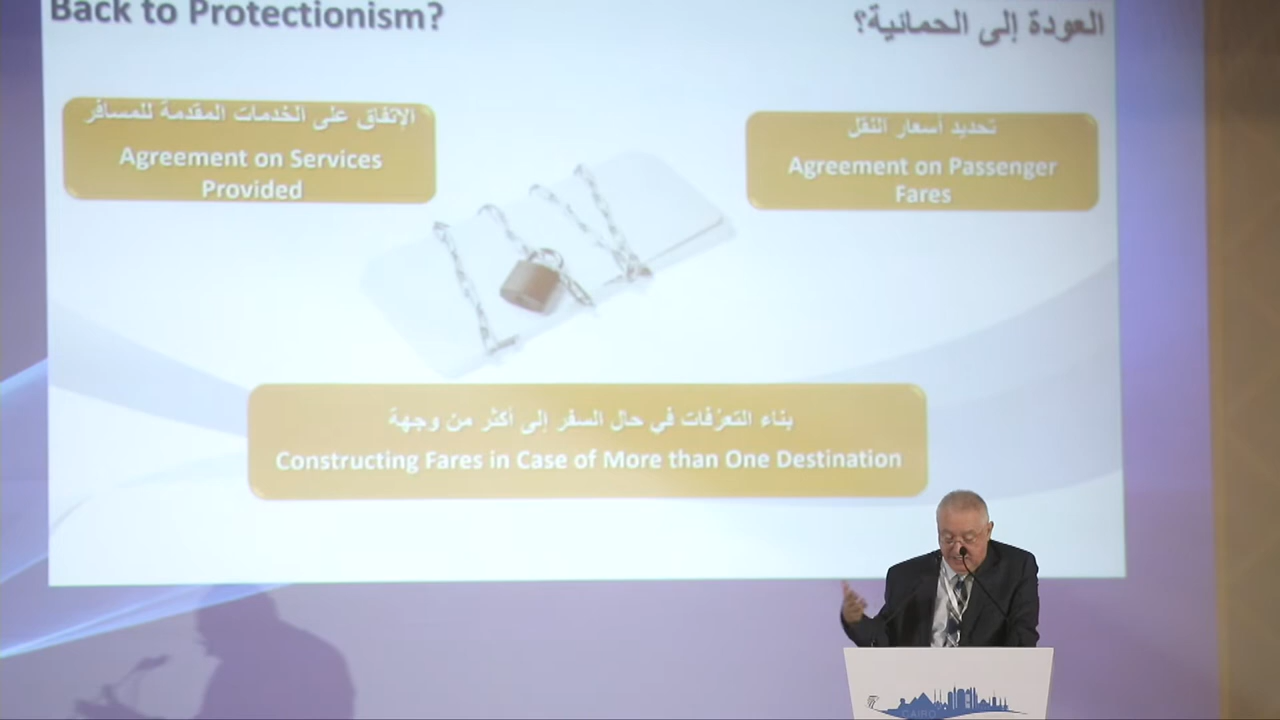 Back to Protectionism?
العودة إلى الحمائية؟
الإتفاق على الخدمات المقدمة للمسافر
Agreement on Services
Provided
تحديد أسعار النقل
Agreement on Passenger
Fares
بناء التعرفات في حال السفر إلى أكثر من وجهة
Constructing Fares in Case of More than One Destination
CAIRO